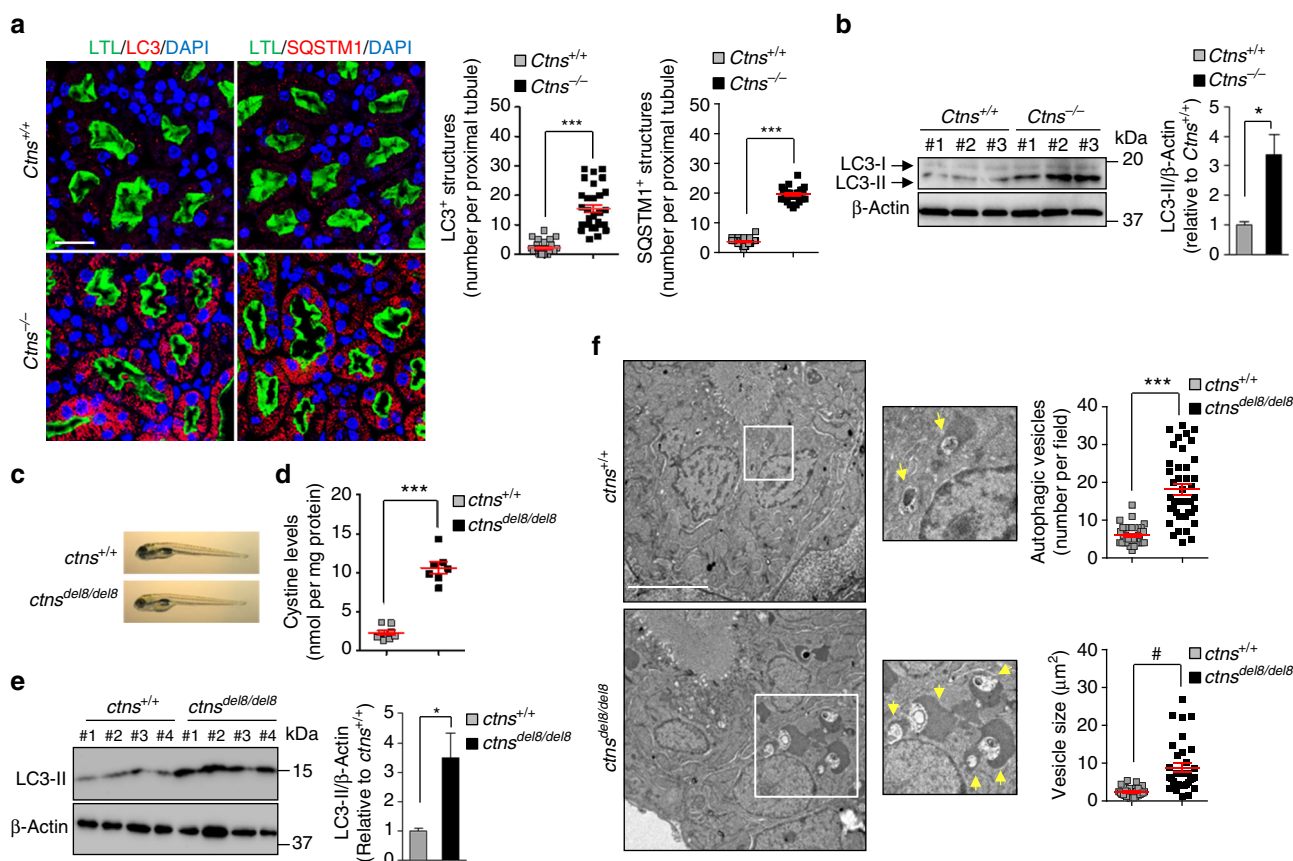 a
LTL/LC3/DAPI
LTL/SQSTM1/DAPI
Ctns+/+
Ctns−/−
Ctns+/+
Ctns−/−
LC3+ structures
(number per proximal tubule)
50
40
30
20
10
0
***
Ctns+/+
Ctns−/−
SQSTM1+ structures
(number per proximal tubule)
50
40
30
20
10
0
***
b
Ctns+/+
Ctns−/−
kDa
#1 #2 #3 #1 #2 #3
LC3-I
LC3-II
β-Actin
20
37
Ctns+/+
Ctns−/−
LC3-II/β-Actin
(relative to Ctns+/+)
5
4
3
2
1
0
*
c
ctns+/+
ctnsdel8/del8
d
Cystine levels
(nmol per mg protein)
20
15
10
5
0
***
ctns+/+
ctnsdel8/del8
e
ctns+/+
ctnsdel8/del8
#1 #2 #3 #4 #1 #2 #3 #4
kDa
LC3-II
β-Actin
15
37
LC3-II/β-Actin
(Relative to ctns+/+)
5
4
3
2
1
0
*
ctns+/+
ctnsdel8/del8
f
ctns+/+
ctnsdel8/del8
Autophagic vesicles
(number per field)
40
30
20
10
0
***
ctns+/+
ctnsdel8/del8
Vesicle size (μm2)
40
30
20
10
0
#
ctns+/+
ctnsdel8/del8